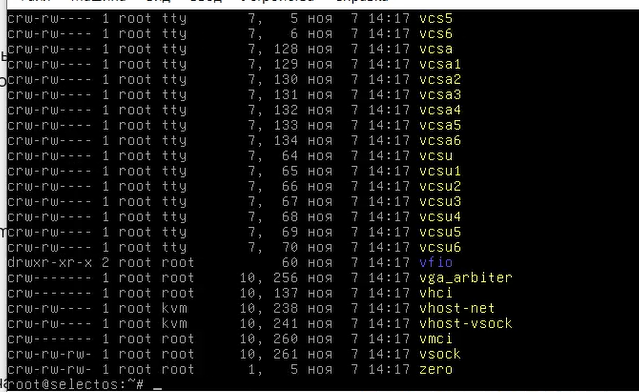 crw-rw---- 1 root tty 7, 5 ноя 7 14:17 vcs5
crw-rw---- 1 root tty 7, 6 ноя 7 14:17 vcs6
crw-rw---- 1 root tty 7, 128 ноя 7 14:17 vcsa
crw-rw---- 1 root tty 7, 129 ноя 7 14:17 vcsa1
crw-rw---- 1 root tty 7, 130 ноя 7 14:17 vcsa2
crw-rw---- 1 root tty 7, 131 ноя 7 14:17 vcsa3
crw-rw---- 1 root tty 7, 132 ноя 7 14:17 vcsa4
crw-rw---- 1 root tty 7, 133 ноя 7 14:17 vcsa5
crw-rw---- 1 root tty 7, 134 ноя 7 14:17 vcsa6
crw-rw---- 1 root tty 7, 64 ноя 7 14:17 vcsu
crw-rw---- 1 root tty 7, 65 ноя 7 14:17 vcsu1
crw-rw---- 1 root tty 7, 66 ноя 7 14:17 vcsu2
crw-rw---- 1 root tty 7, 67 ноя 7 14:17 vcsu3
crw-rw---- 1 root tty 7, 68 ноя 7 14:17 vcsu4
crw-rw---- 1 root tty 7, 69 ноя 7 14:17 vcsu5
crw-rw---- 1 root tty 7, 70 ноя 7 14:17 vcsu6
drwxr-xr-x 2 root root 60 ноя 7 14:17 vfio
crw------- 1 root root 10, 256 ноя 7 14:17 vga_arbiter
crw------- 1 root root 10, 137 ноя 7 14:17 vhci
crw-rw---- 1 root kvm 10, 238 ноя 7 14:17 vhost-net
crw-rw---- 1 root kvm 10, 241 ноя 7 14:17 vhost-vsock
crw------- 1 root root 10, 260 ноя 7 14:17 vmci
crw-rw-rw- 1 root root 10, 261 ноя 7 14:17 vsock
crw-rw-rw- 1 root root 1, 5 ноя 7 14:17 zero
root@selectos:~# _